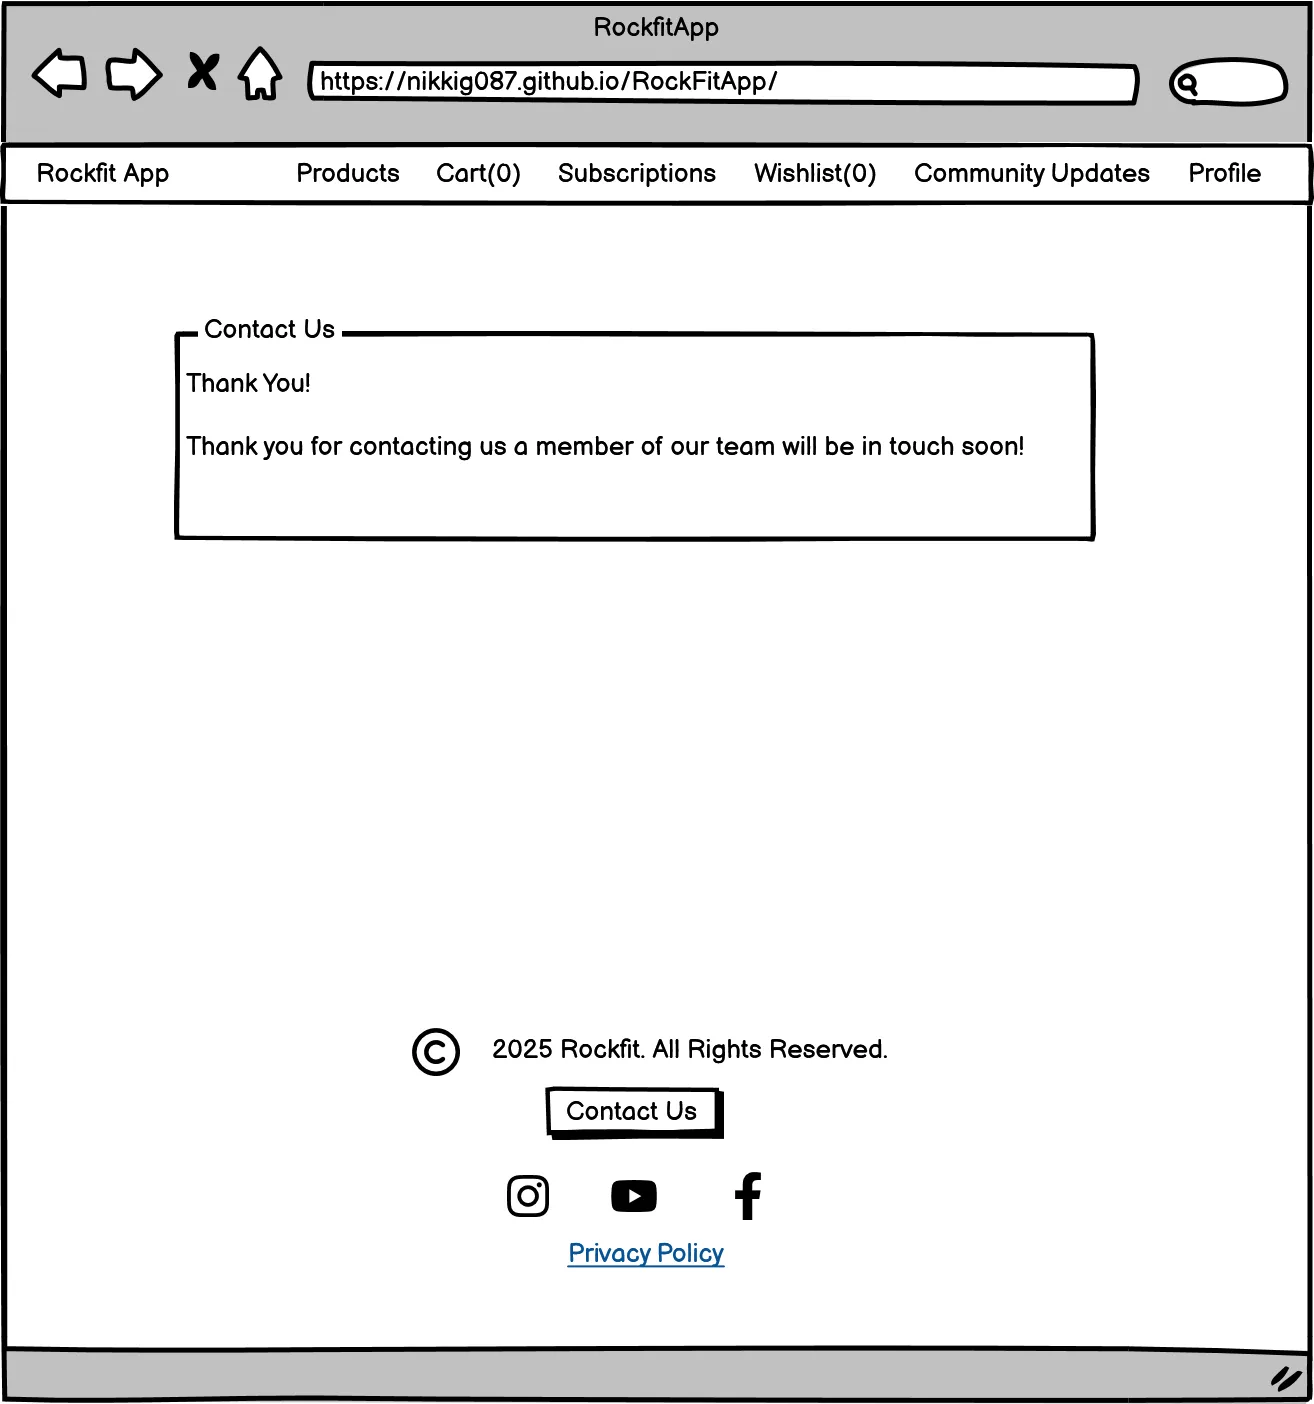 RockfitApp
https://nikkig087.github.io/RockFitApp/
Rockfit App Products Cart(0) Subscriptions Wishlist(0) Community Updates Profile
Contact Us
Thank You!
Thank you for contacting us a member of our team will be in touch soon!
© 2025 Rockfit. All Rights Reserved.
Contact Us
Privacy Policy